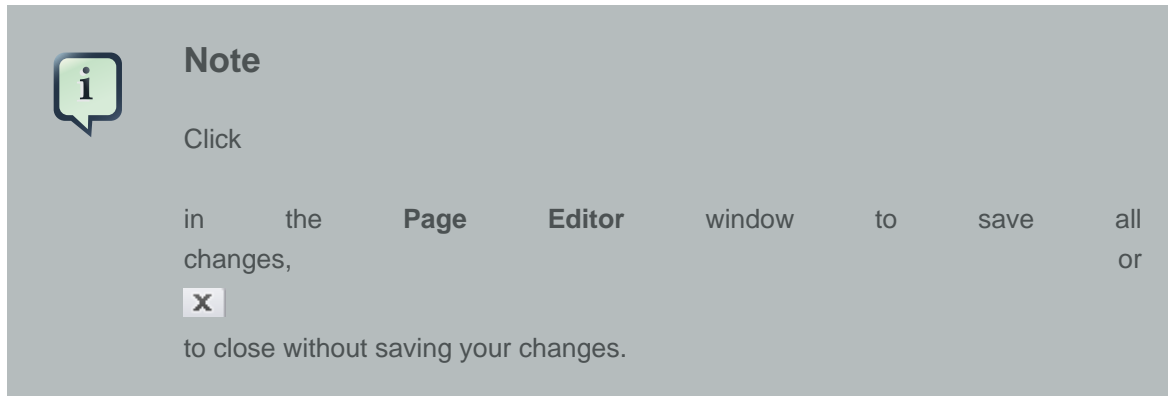 Note
Click
in the Page Editor window to save all
changes, or
X
to close without saving your changes.